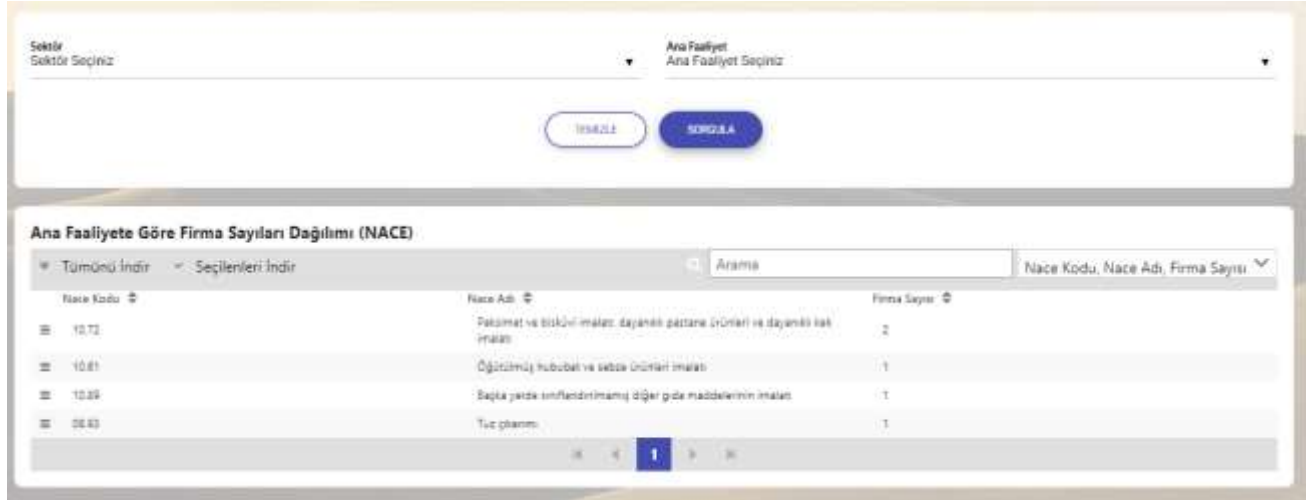 Sektör
Sektör Seçiniz
Ana Faaliyet
Ana Faaliyet Seçiniz
TEMİZLE
SORGULA
Ana Faaliyete Göre Firma Sayıları Dağılımı (NACE)
Tümünü İndir Seçilenleri İndir Arama Nace Kodu, Nace Adı, Firma Sayısı
Nace Kodu Nace Adı Firma Sayısı
10.72 Peksimet ve bisküvi imalatı; dayanıklı pastane ürünleri ve dayanıklı kek 2
imalatı
10.61 Öğütülmüş hububat ve sebze ürünleri imalatı 1
10.89 Başka yerde sınıflandırılmamış diğer gıda maddelerinin imalatı 1
08.93 Tuz çıkarımı 1
1